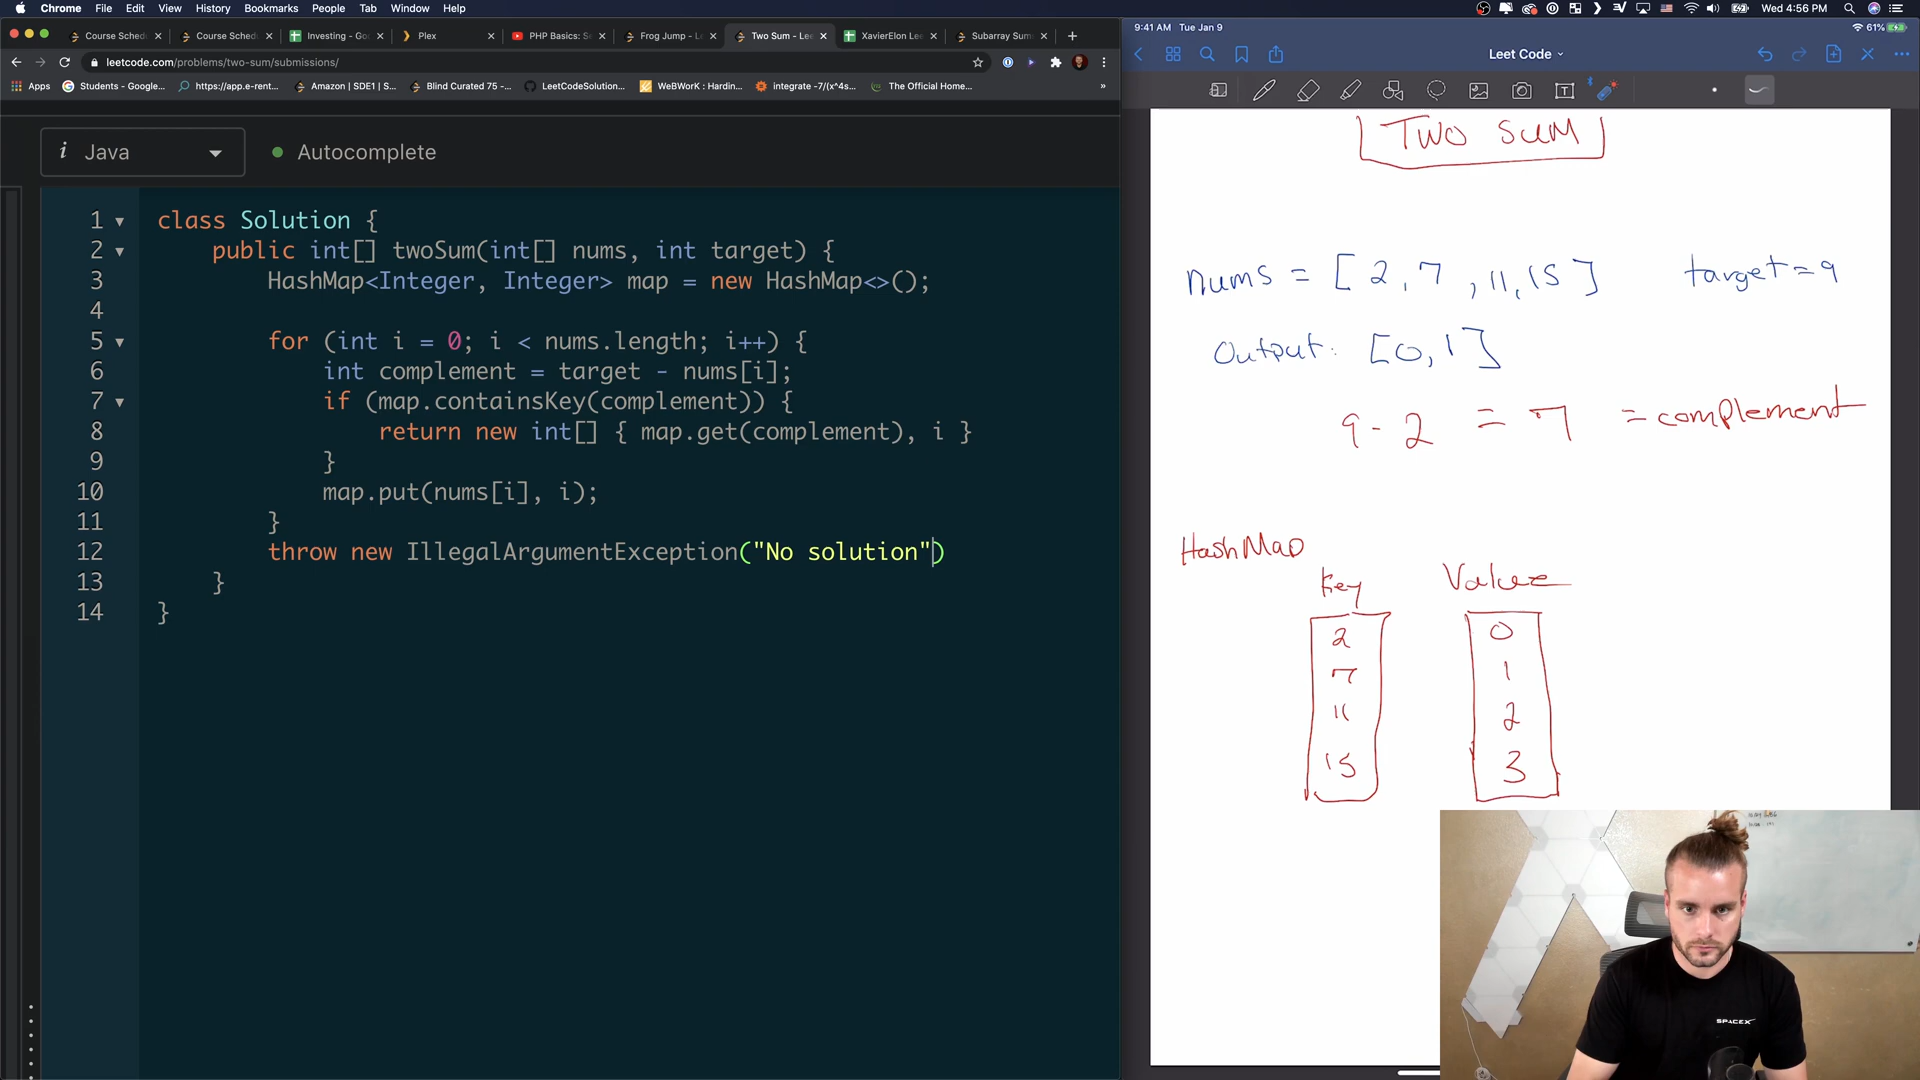 Chrome File Edit View History Bookmarks People Tab Window Help
Wed 4:56 PM
Course Sched
Course Sched
Investing - Go
Plex
PHP Basics: Se
Frog Jump - L
Two Sum - Lee
XavierElon Lee
Subarray Sum
leetcode.com/problems/two-sum/submissions/
Apps
Students - Google...
https://app.e-rent...
Amazon | SDE1 | S...
Blind Curated 75 -...
LeetCodeSolution...
WeBWorK : Hardin...
integrate -7/(x^4s...
The Official Home...
»
i Java
Autocomplete
1 class Solution {
2 public int[] twoSum(int[] nums, int target) {
3 HashMap<Integer, Integer> map = new HashMap<>();
4
5 for (int i = 0; i < nums.length; i++) {
6 int complement = target - nums[i];
7 if (map.containsKey(complement)) {
8 return new int[] { map.get(complement), i }
9 }
10 map.put(nums[i], i);
11 }
12 throw new IllegalArgumentException("No solution")
13 }
14 }
9:41 AM Tue Jan 9
61%
Leet Code
TWO SUM
nums = [ 2, 7, 11, 15 ] target = 9
Output: [0, 1]
9 - 2 = 7 = complement
HashMap
Key Value
2 0
7 1
11 2
15 3
SPACEX